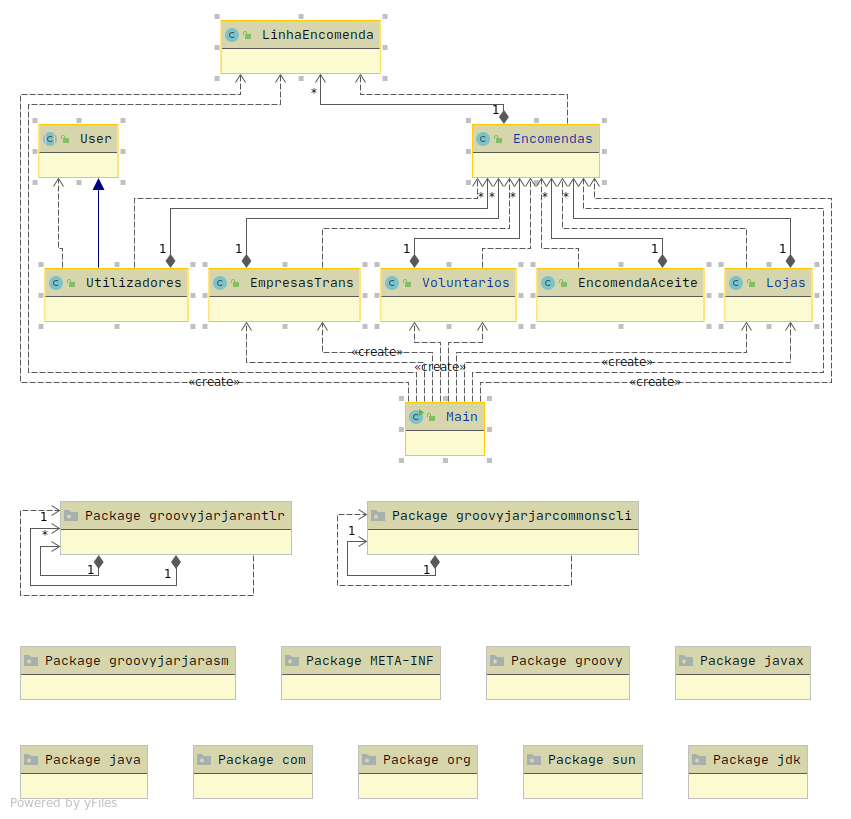 LinhaEncomenda
*
1
User
Encomendas
* * * * *
1 1 1 1 1
Utilizadores
EmpresasTrans
Voluntarios
EncomendaAceite
Lojas
«create»
«create»
«create»
«create»
«create»
Main
1
*
1
1
Package groovyjarjarantlr
1
1
Package groovyjarjarcommonscli
Package groovyjarjarasm
Package META-INF
Package groovy
Package javax
Package java
Package com
Package org
Package sun
Package jdk
Powered by yFiles